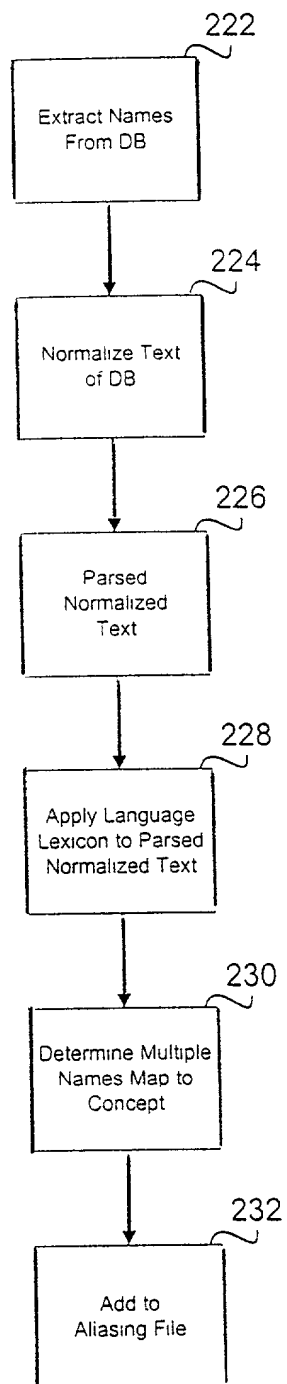 222
Extract Names
From DB
224
Normalize Text
of DB
226
Parsed
Normalized
Text
228
Apply Language
Lexicon to Parsed
Normalized Text
230
Determine Multiple
Names Map to
Concept
232
Add to
Aliasing File